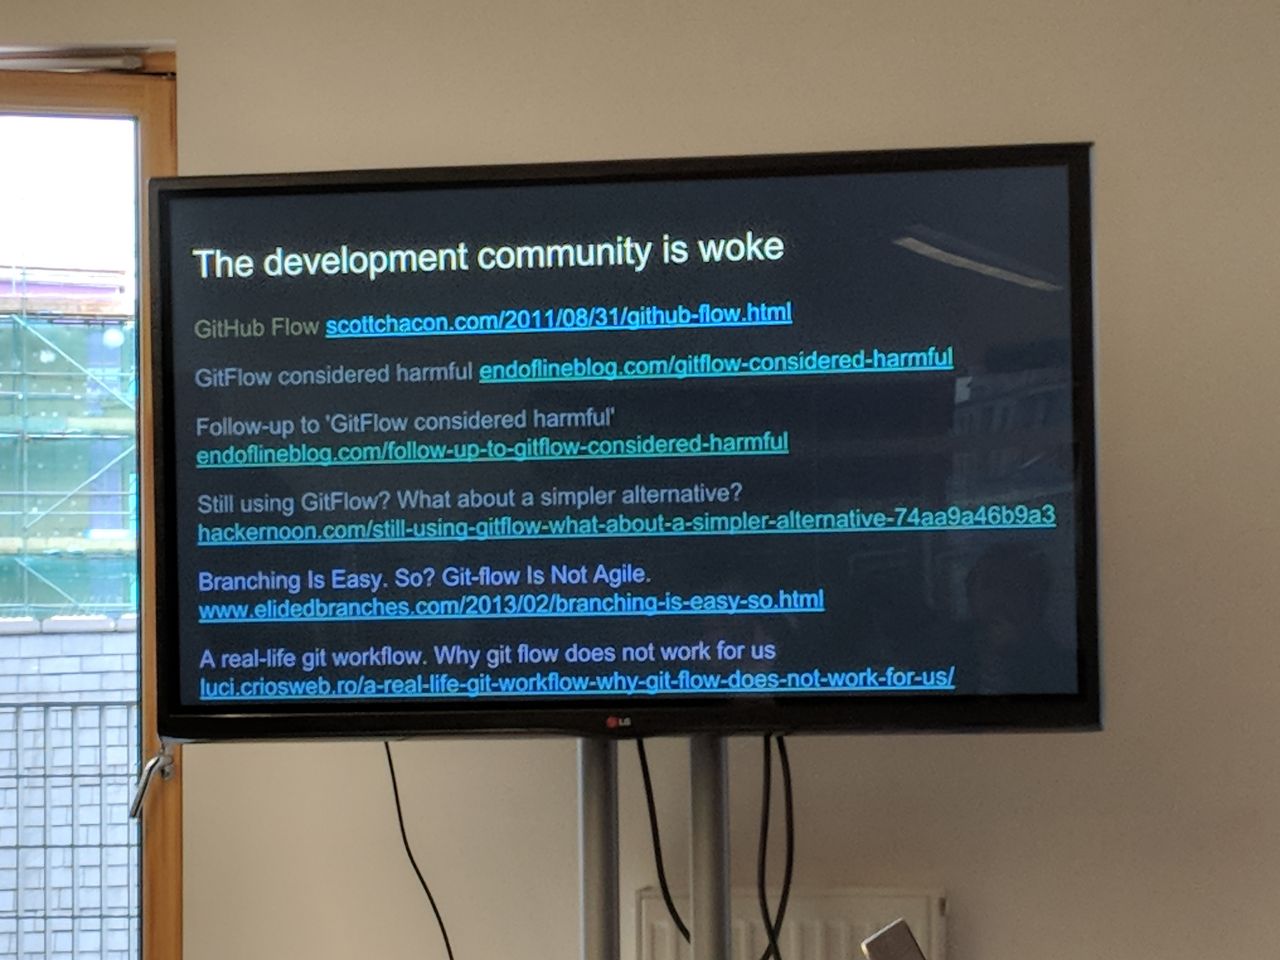 The development community is woke
GitHub Flow scottchacon.com/2011/08/31/github-flow.html
GitFlow considered harmful endoflineblog.com/gitflow-considered-harmful
Follow-up to 'GitFlow considered harmful'
endoflineblog.com/follow-up-to-gitflow-considered-harmful
Still using GitFlow? What about a simpler alternative?
hackernoon.com/still-using-gitflow-what-about-a-simpler-alternative-74aa9a46b9a3
Branching Is Easy. So? Git-flow Is Not Agile.
www.elidedbranches.com/2013/02/branching-is-easy-so.html
A real-life git workflow. Why git flow does not work for us
luci.criosweb.ro/a-real-life-git-workflow-why-git-flow-does-not-work-for-us/
LG